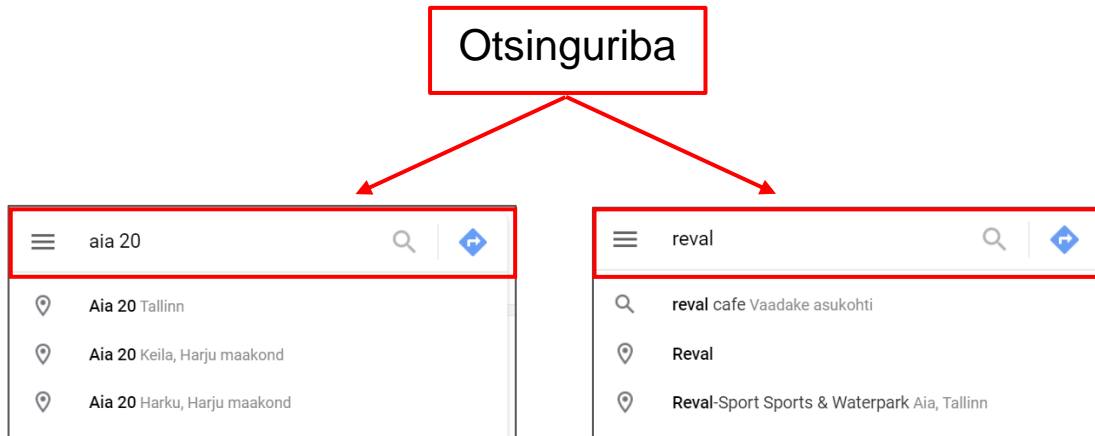 Otsinguriba
aia 20
Aia 20 Tallinn
Aia 20 Keila, Harju maakond
Aia 20 Harku, Harju maakond
reval
reval cafe Vaadake asukohti
Reval
Reval-Sport Sports & Waterpark Aia, Tallinn